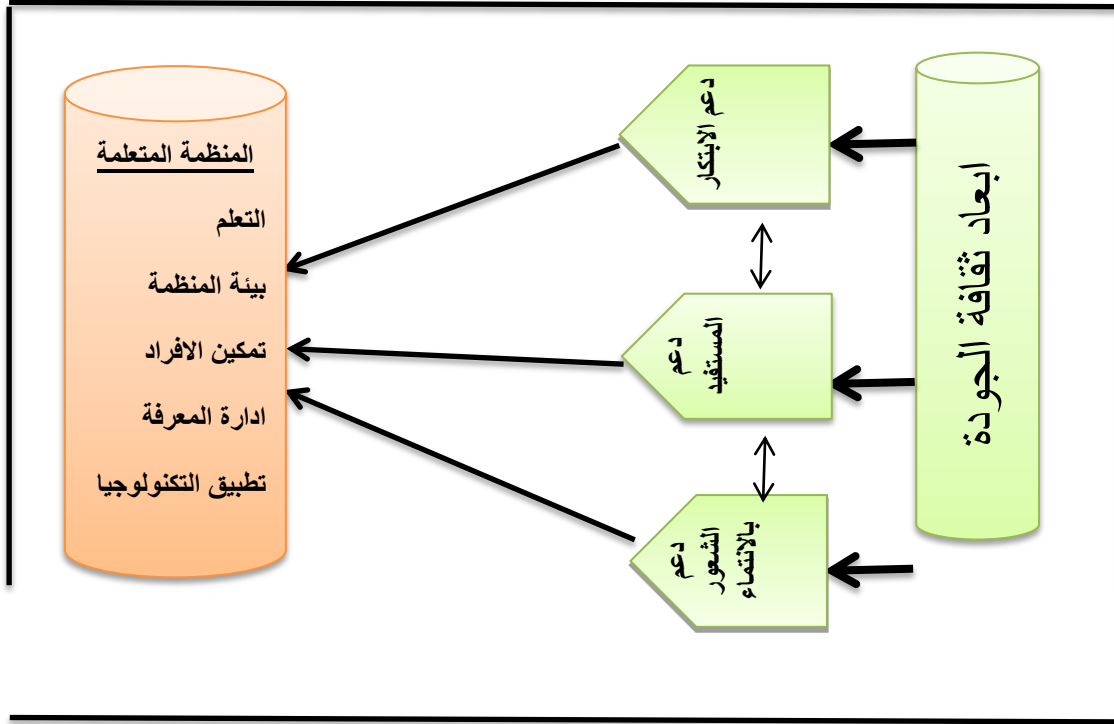 ابعاد ثقافة الجودة
دعم الابتكار
دعم
المستفيد
دعم
الشعور
بالانتماء
المنظمة المتعلمة
التعلم
بيئة المنظمة
تمكين الافراد
ادارة المعرفة
تطبيق التكنولوجيا